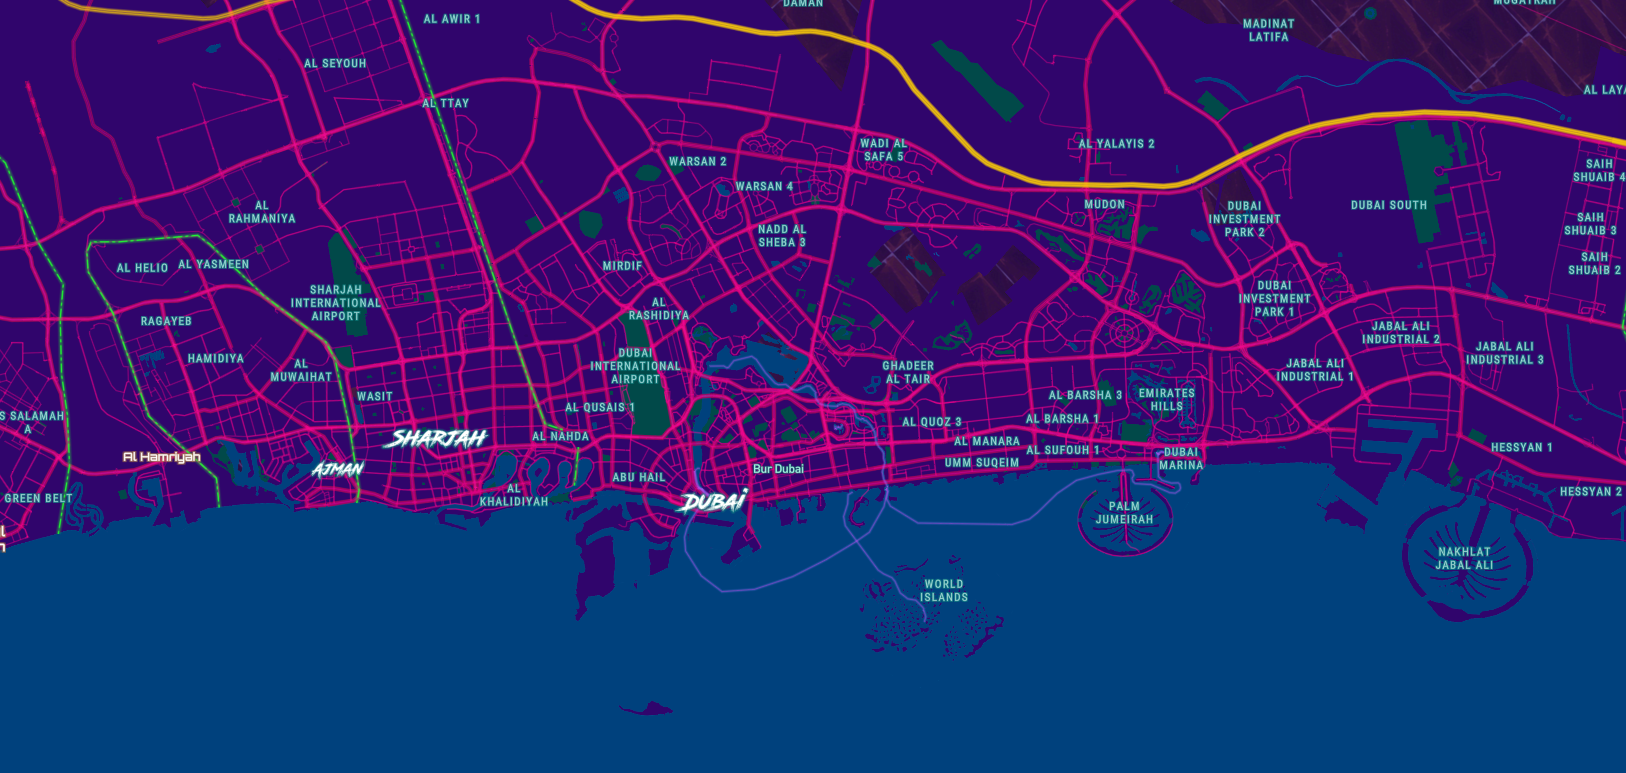 DAMAN
MUGATRAH
AL AWIR 1
MADINAT
LATIFA
AL SEYOUH
AL LAYA
AL TTAY
WADI AL
SAFA 5
AL YALAYIS 2
WARSAN 2
SAIH
SHUAIB 4
WARSAN 4
AL
RAHMANIYA
MUDON
DUBAI
INVESTMENT
PARK 2
DUBAI SOUTH
SAIH
SHUAIB 3
NADD AL
SHEBA 3
AL HELIO
AL YASMEEN
MIRDIF
SAIH
SHUAIB 2
SHARJAH
INTERNATIONAL
AIRPORT
AL
RASHIDIYA
DUBAI
INVESTMENT
PARK 1
RAGAYEB
JABAL ALI
INDUSTRIAL 2
JABAL ALI
INDUSTRIAL 3
HAMIDIYA
AL
MUWAIHAT
DUBAI
INTERNATIONAL
AIRPORT
GHADEER
AL TAIR
JABAL ALI
INDUSTRIAL 1
WASIT
AL BARSHA 3
EMIRATES
HILLS
S SALAMAH
A
AL QUSAIS 1
AL QUOZ 3
AL BARSHA 1
SHARJAH
AL NAHDA
AL MANARA
AL SUFOUH 1
HESSYAN 1
Al Hamriyah
AJMAN
UMM SUQEIM
DUBAI
MARINA
Bur Dubai
ABU HAIL
GREEN BELT
AL
KHALIDIYAH
DUBAI
HESSYAN 2
PALM
JUMEIRAH
NAKHLAT
JABAL ALI
WORLD
ISLANDS